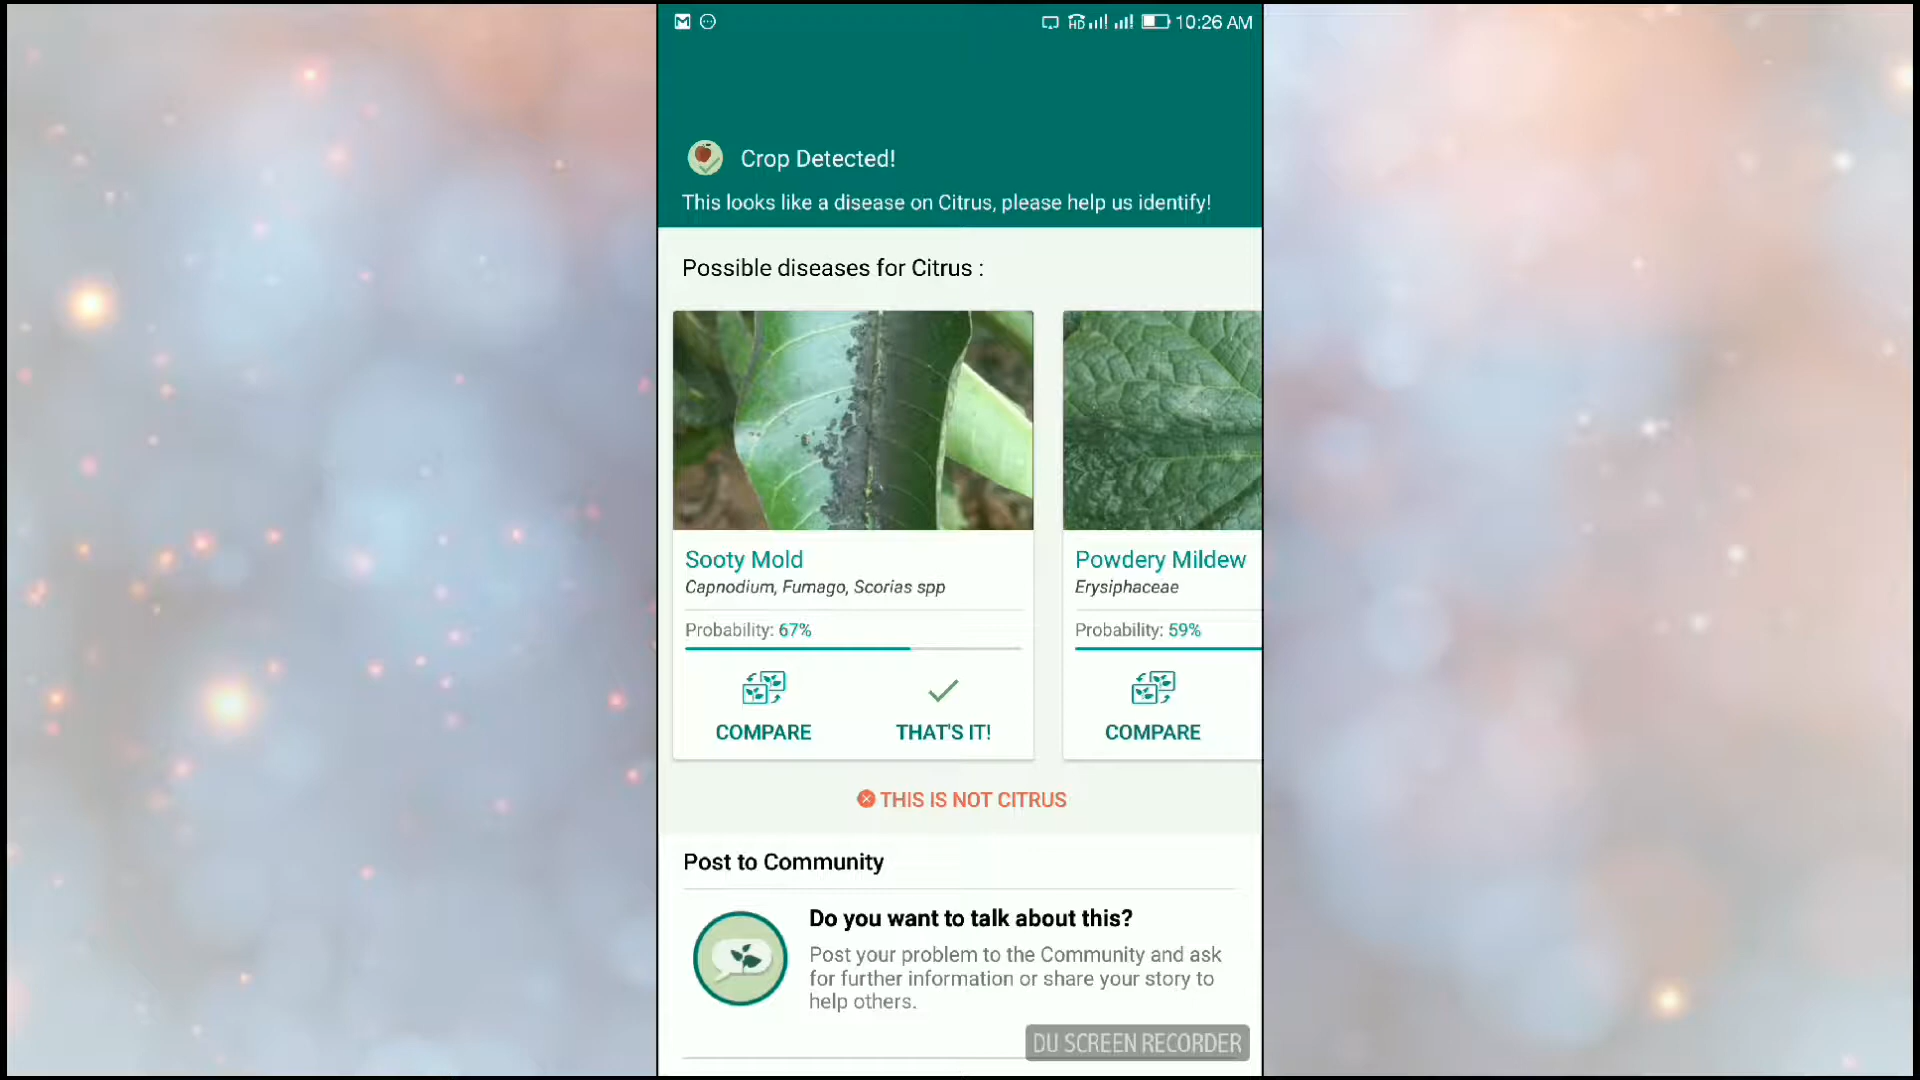 HD 10:26 AM
Crop Detected!
This looks like a disease on Citrus, please help us identify!
Possible diseases for Citrus :
Sooty Mold
Capnodium, Fumago, Scorias spp
Probability: 67%
COMPARE
THAT'S IT!
Powdery Mildew
Erysiphaceae
Probability: 59%
COMPARE
THIS IS NOT CITRUS
Post to Community
Do you want to talk about this?
Post your problem to the Community and ask
for further information or share your story to
help others.
DU SCREEN RECORDER